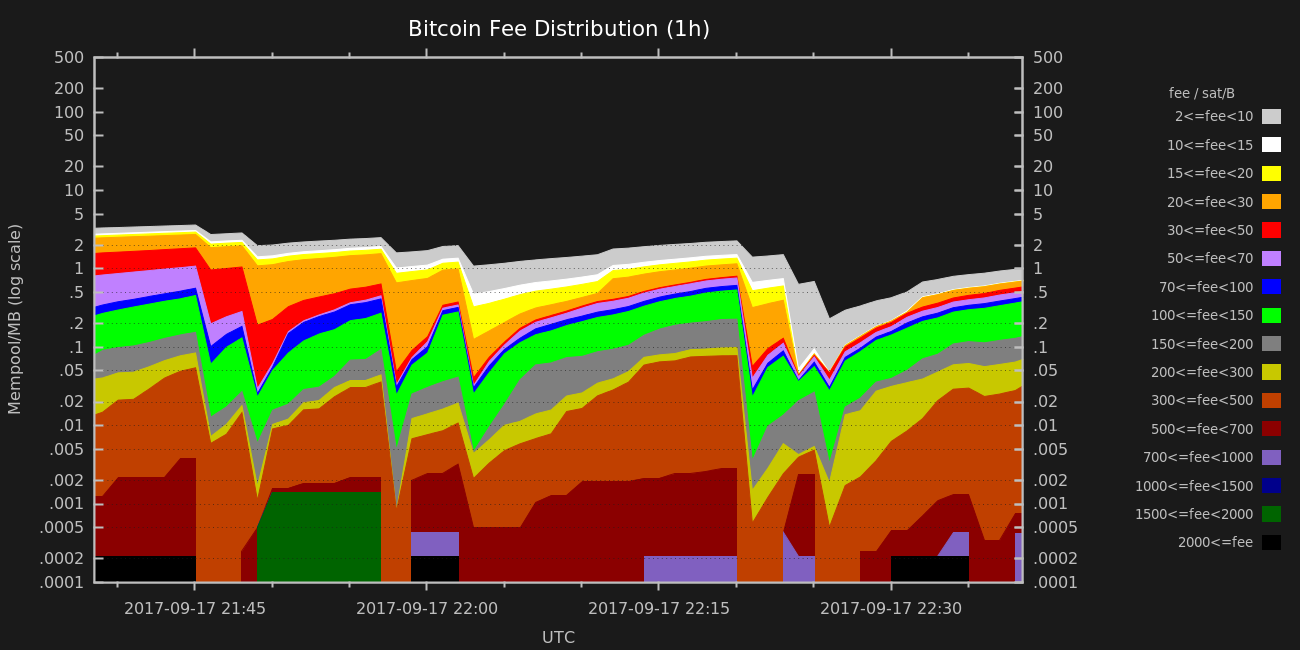 Bitcoin Fee Distribution (1h)
Mempool/MB (log scale)
500
200
100
50
20
10
5
2
1
.5
.2
.1
.05
.02
.01
.005
.002
.001
.0005
.0002
.0001
500
200
100
50
20
10
5
2
1
.5
.2
.1
.05
.02
.01
.005
.002
.001
.0005
.0002
.0001
2017-09-17 21:45
2017-09-17 22:00
2017-09-17 22:15
2017-09-17 22:30
UTC
fee / sat/B
2<=fee<10
10<=fee<15
15<=fee<20
20<=fee<30
30<=fee<50
50<=fee<70
70<=fee<100
100<=fee<150
150<=fee<200
200<=fee<300
300<=fee<500
500<=fee<700
700<=fee<1000
1000<=fee<1500
1500<=fee<2000
2000<=fee